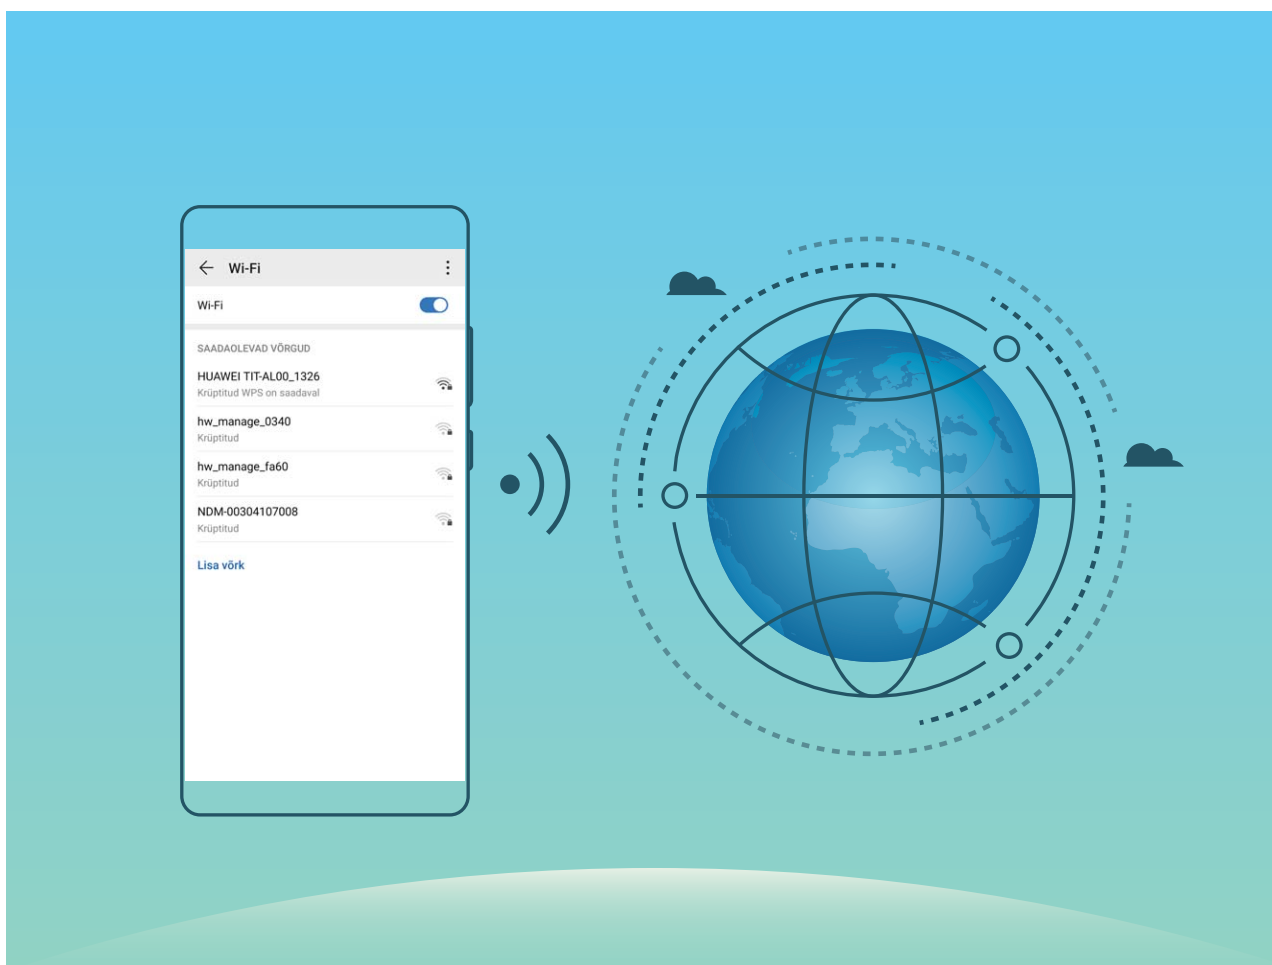 Wi-Fi
Wi-Fi
SAADAOLEVAD VÕRGUD
HUAWEI TIT-AL00_1326
Krüptitud WPS on saadaval
hw_manage_0340
Krüptitud
hw_manage_fa60
Krüptitud
NDM-00304107008
Krüptitud
Lisa võrk